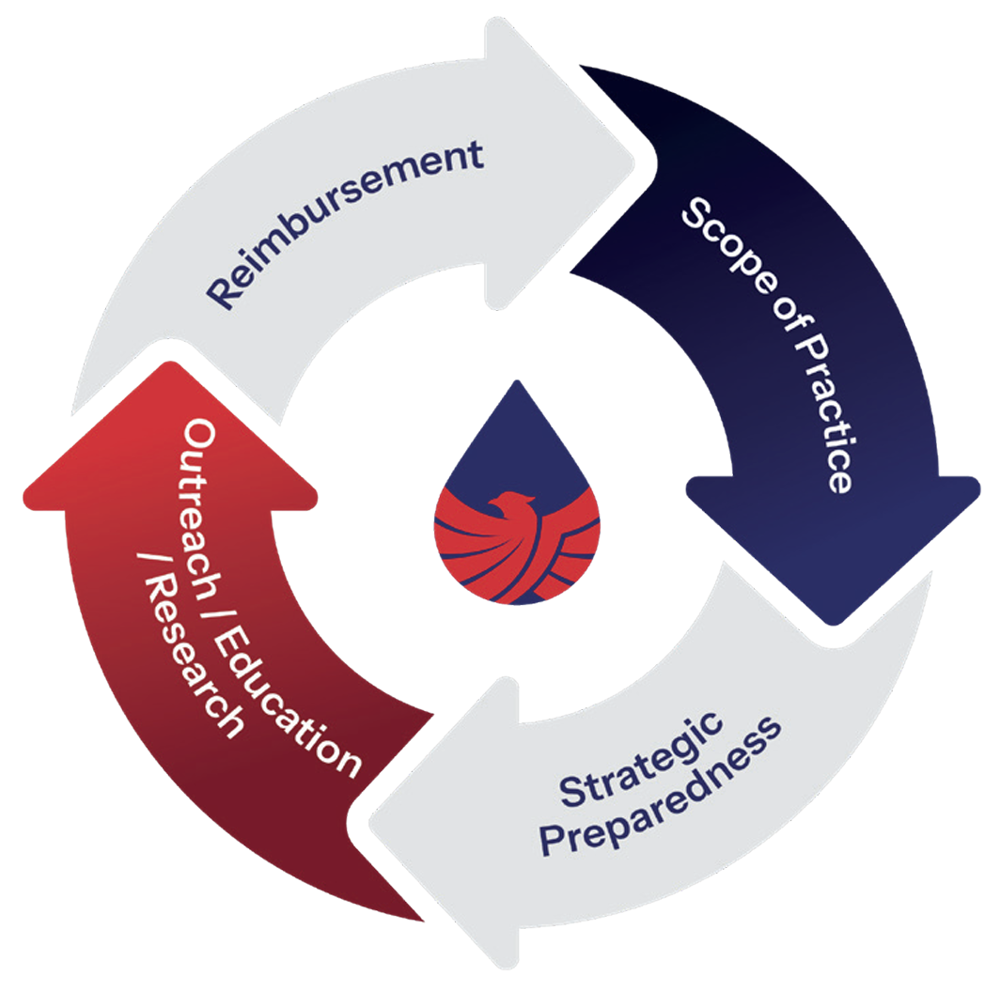 Reimbursement
Scope of Practice
Strategic
Preparedness
Outreach / Education
/ Research